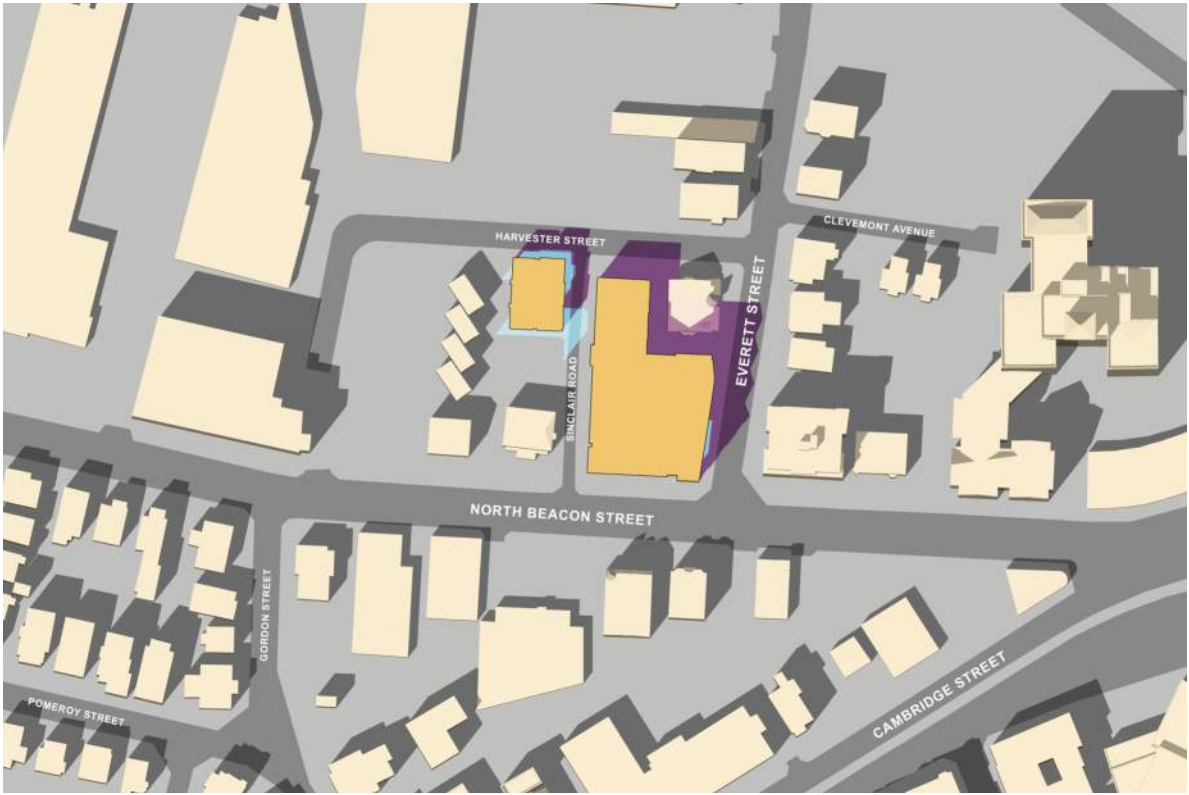 CLEVEMONT AVENUE
HARVESTER STREET
EVERETT STREET
SINCLAIR ROAD
NORTH BEACON STREET
GORDON STREET
CAMBRIDGE STREET
POMEROY STREET